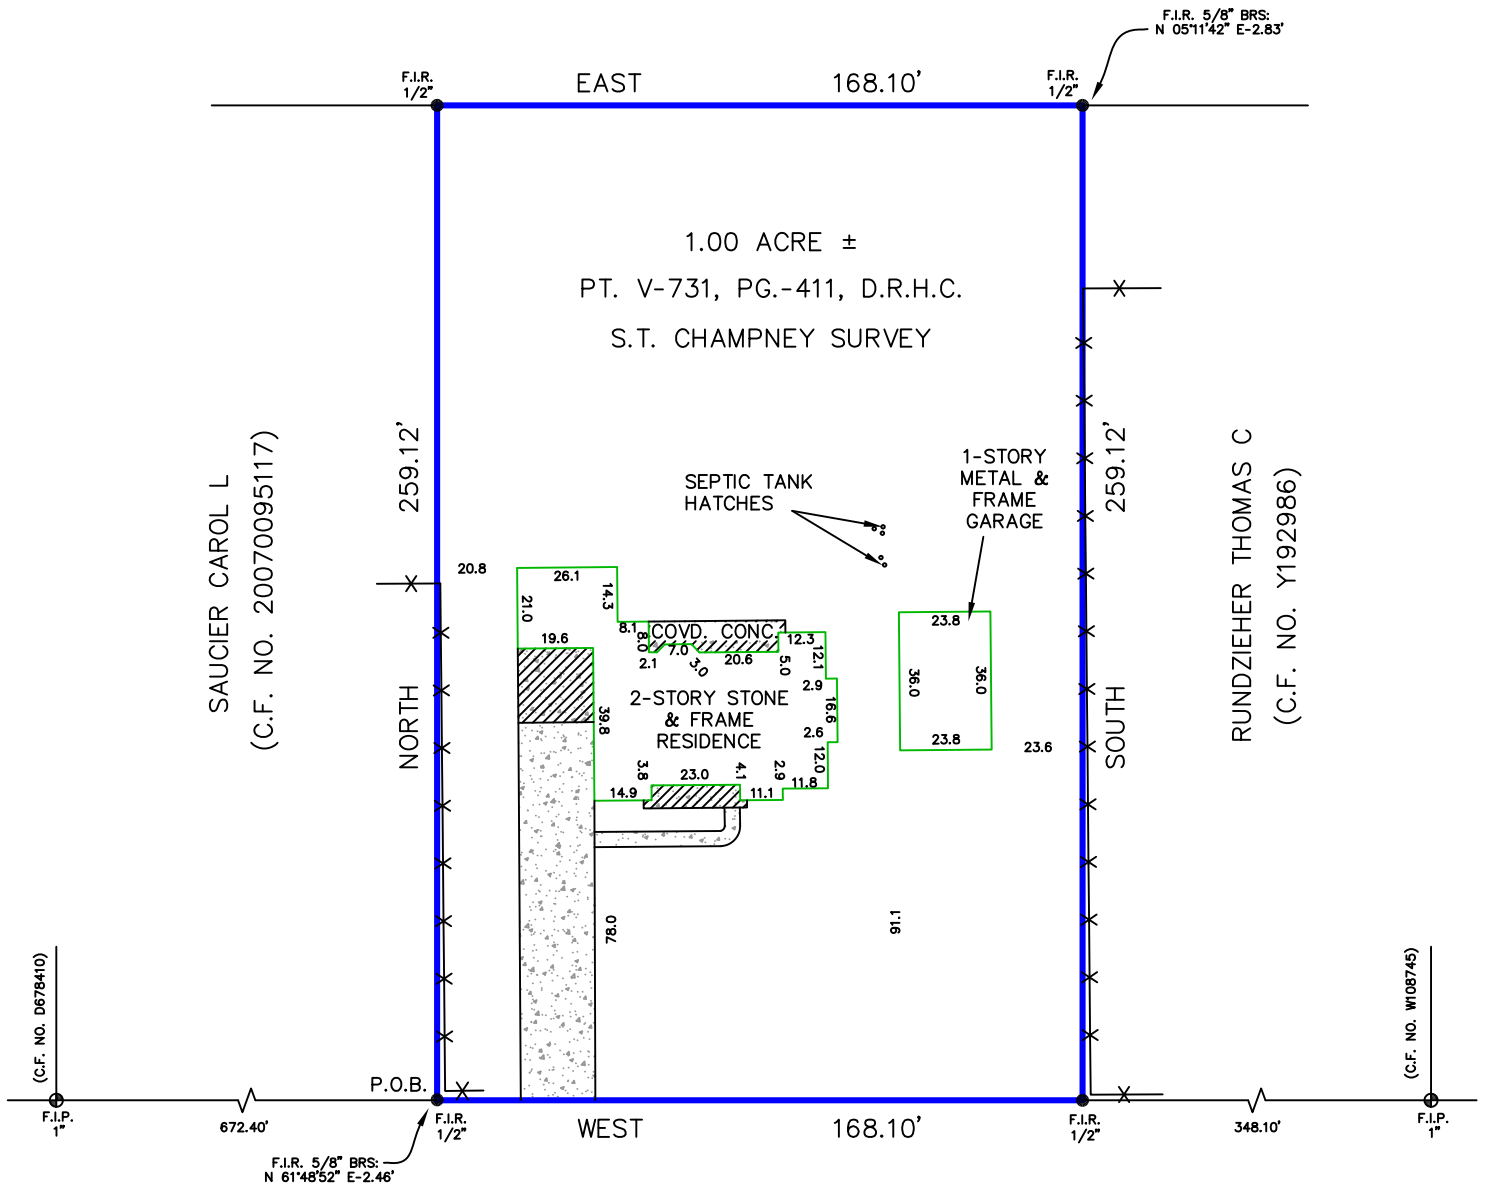 F.I.R. 5/8" BRS:
N 05°11'42" E-2.83'
F.I.R.
1/2"
EAST 168.10'
F.I.R.
1/2"
1.00 ACRE ±
PT. V-731, PG.-411, D.R.H.C.
S.T. CHAMPNEY SURVEY
SAUCIER CAROL L
(C.F. NO. 20070095117)
NORTH 259.12'
SOUTH 259.12'
RUNDZIEHER THOMAS C
(C.F. NO. Y192986)
SEPTIC TANK
HATCHES
1-STORY
METAL &
FRAME
GARAGE
20.8
26.1
21.0
14.3
19.6
8.1
8.0
COVD. CONC.
2.1
7.0
3.0
20.6
5.0
12.3
12.1
2.9
16.6
2.6
12.0
39.8
2-STORY STONE
& FRAME
RESIDENCE
3.8
23.0
4.1
2.9
11.8
14.9
11.1
23.8
36.0
36.0
23.8
23.6
78.0
91.1
(C.F. NO. D678410)
(C.F. NO. W108745)
P.O.B.
F.I.P.
1"
672.40'
F.I.R.
1/2"
WEST 168.10'
F.I.R.
1/2"
348.10'
F.I.P.
1"
F.I.R. 5/8" BRS:
N 61°48'52" E-2.46'